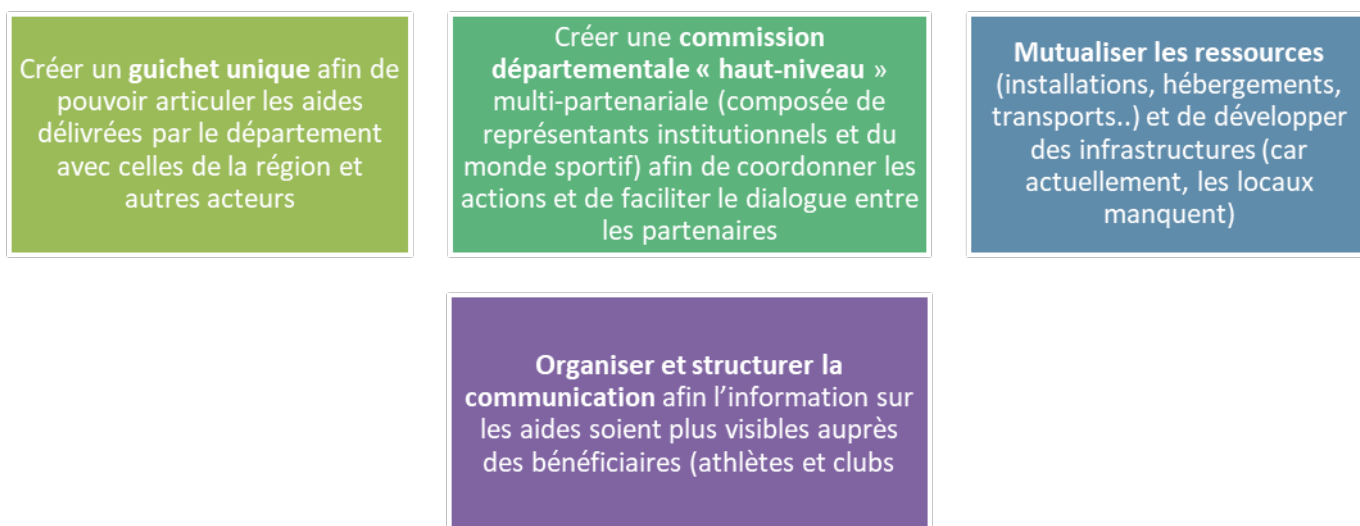 Créer un guichet unique afin de
pouvoir articuler les aides
délivrées par le département
avec celles de la région et
autres acteurs
Créer une commission
départementale « haut-niveau »
multi-partenariale (composée de
représentants institutionnels et du
monde sportif) afin de coordonner les
actions et de faciliter le dialogue entre
les partenaires
Mutualiser les ressources
(installations, hébergements,
transports..) et de développer
des infrastructures (car
actuellement, les locaux
manquent)
Organiser et structurer la
communication afin l’information sur
les aides soient plus visibles auprès
des bénéficiaires (athlètes et clubs